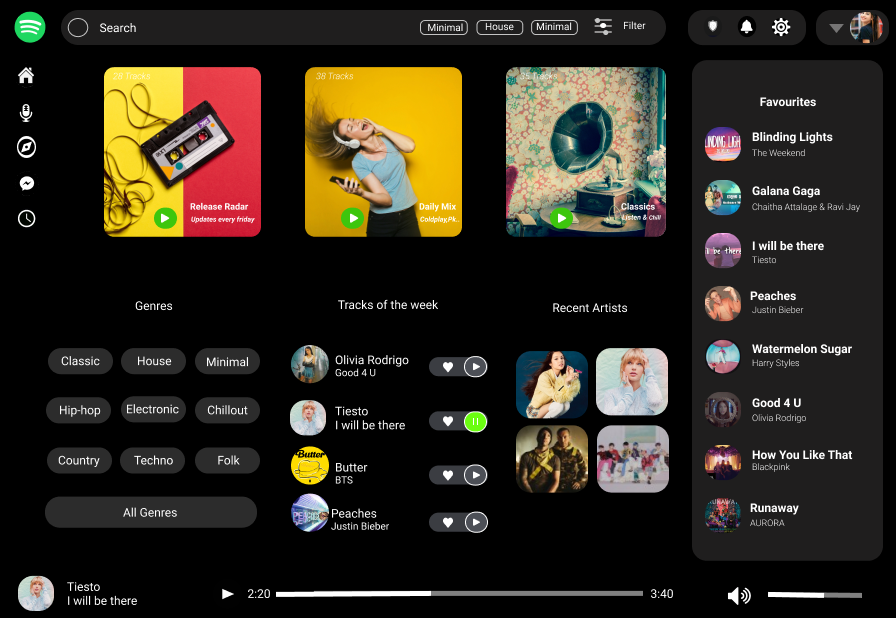 Search
Minimal
House
Minimal
Filter
28 Tracks
Release Radar
Updates every friday
38 Tracks
Daily Mix
Coldplay,Pk..
35 Tracks
Classics
Listen & Chill
Genres
Classic
House
Minimal
Hip-hop
Electronic
Chillout
Country
Techno
Folk
All Genres
Tracks of the week
Olivia Rodrigo
Good 4 U
Tiesto
I will be there
Butter
Butter
BTS
Peaches
Justin Bieber
Recent Artists
Favourites
Blinding Lights
The Weekend
Galana Gaga
Chaitha Attalage & Ravi Jay
I will be there
Tiesto
Peaches
Justin Bieber
Watermelon Sugar
Harry Styles
Good 4 U
Olivia Rodrigo
How You Like That
Blackpink
Runaway
AURORA
Tiesto
I will be there
2:20
3:40